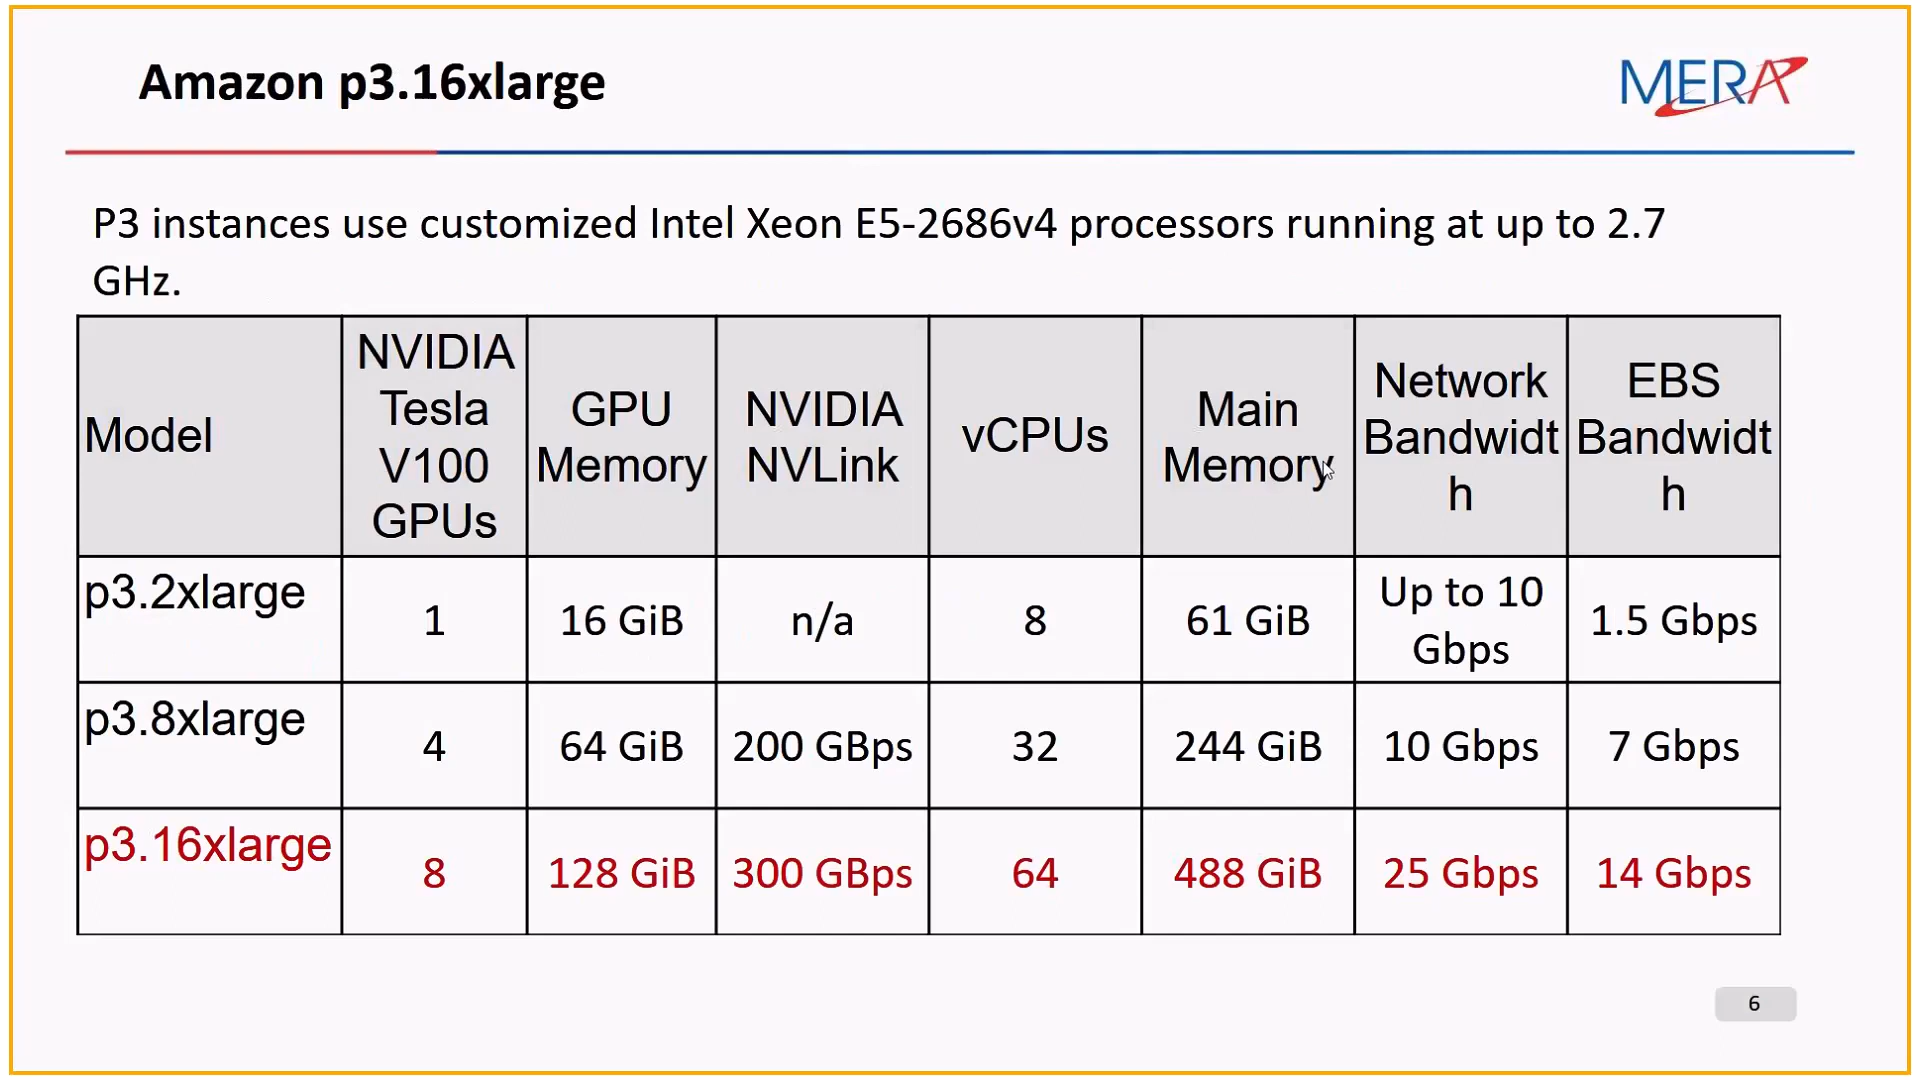 Amazon p3.16xlarge
MERA
P3 instances use customized Intel Xeon E5-2686v4 processors running at up to 2.7
GHz.
Model
NVIDIA
Tesla
V100
GPUs
GPU
Memory
NVIDIA
NVLink
vCPUs
Main
Memory
Network
Bandwidt
h
EBS
Bandwidt
h
p3.2xlarge
1
16 GiB
n/a
8
61 GiB
Up to 10
Gbps
1.5 Gbps
p3.8xlarge
4
64 GiB
200 GBps
32
244 GiB
10 Gbps
7 Gbps
p3.16xlarge
8
128 GiB
300 GBps
64
488 GiB
25 Gbps
14 Gbps
6